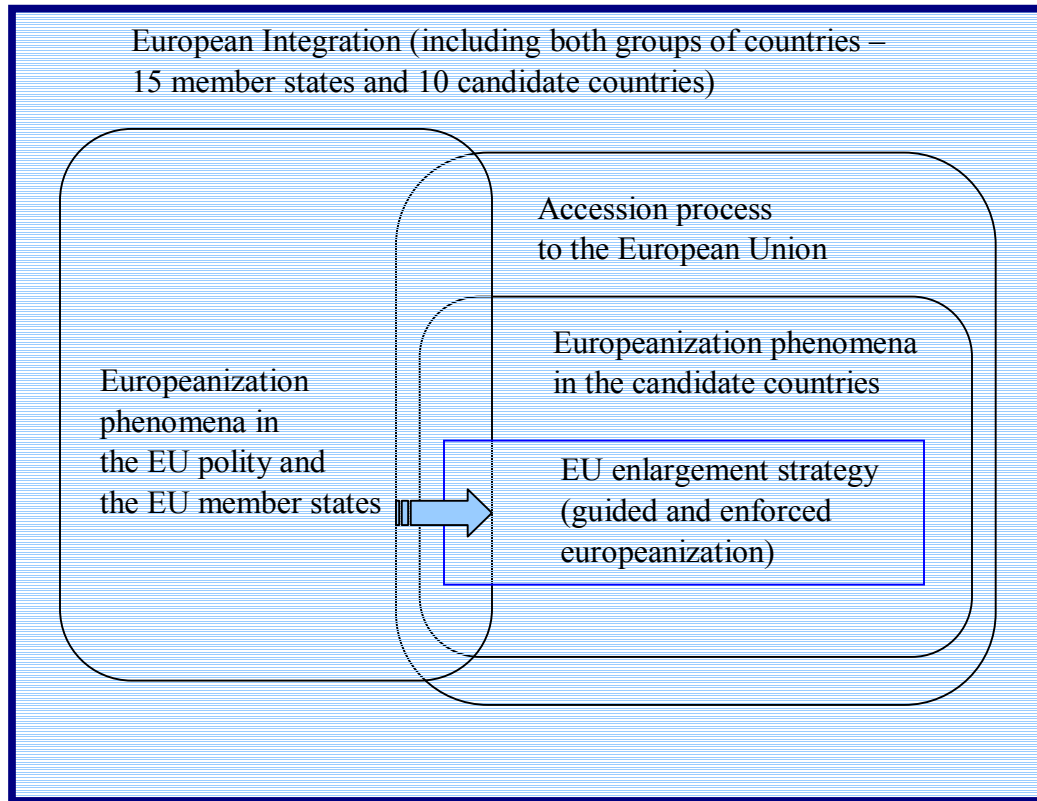 European Integration (including both groups of countries –
15 member states and 10 candidate countries)
Accession process
to the European Union
Europeanization phenomena
in the candidate countries
Europeanization
phenomena in
the EU polity and
the EU member states
EU enlargement strategy
(guided and enforced
europeanization)